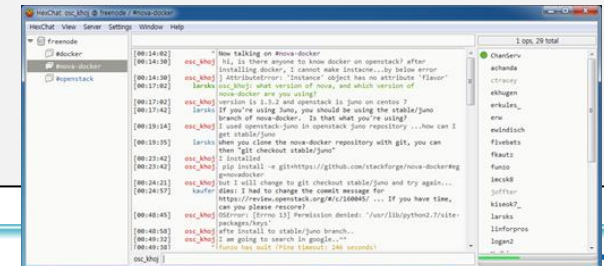 HexChat: osc_khoj @ freenode / #nova-docker
HexChat View Server Settings Window Help
freenode
#docker
#nova-docker
#openstack
1 ops, 29 total
[00:14:02] * Now talking on #nova-docker
[00:14:30] osc_khoj hi, is there anyone to know docker on openstack? after
installing docker, I cannot make instacne...by below error
[00:14:30] osc_khoj ] AttributeError: 'Instance' object has no attribute 'flavor'
[00:17:02] larsks osc_khoj: what version of nova, and which version of
nova-docker are you using?
[00:17:02] osc_khoj version is 1.3.2 and openstack is juno on centos 7
[00:17:42] larsks If you're using Juno, you should be using the stable/juno
branch of nova-docker. Is that what you're using?
[00:19:14] osc_khoj I used openstack-juno in openstack juno repository ...how can I
get stable/juno
[00:19:35] larsks When you clone the nova-docker repository with git, you can
then "git checkout stable/juno"
[00:23:42] osc_khoj I installed
[00:23:42] osc_khoj pip install -e git+https://github.com/stackforge/nova-docker#eg
g=novadocker
[00:24:21] osc_khoj but I will change to git checkout stable/juno and try again...
[00:24:57] kaufer dims: I had to change the commit message for
https://review.openstack.org/#/c/160045/ ... If you have time,
can you please rescore?
[00:48:45] osc_khoj OSError: [Errno 13] Permission denied: '/usr/lib/python2.7/site-
packages/keys'
[00:48:58] osc_khoj afte install to stable/juno branch..
[00:49:32] osc_khoj I am going to search in google..^^
[00:49:38] * funzo has quit (Ping timeout: 246 seconds)
osc_khoj
ChanServ
achanda
ctracey
ekhugen
erkules_
erw
ewindisch
fivebats
fkautz
funzo
jecsk8
joffter
kiseok7_
larsks
linforpros
logan2